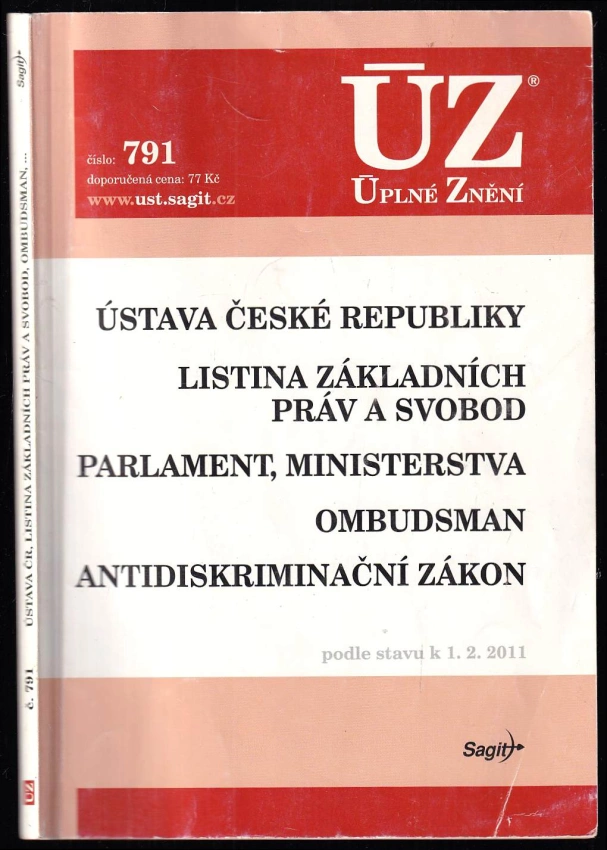 č. 791 ÚSTAVA ČR, LISTINA ZÁKLADNÍCH PRÁV A SVOBOD, OMBUDSMAN, ... Sagit
ÚZ
číslo: 791
doporučená cena: 77 Kč
www.ust.sagit.cz
ÚZ®
ÚPLNÉ ZNĚNÍ
ÚSTAVA ČESKÉ REPUBLIKY
LISTINA ZÁKLADNÍCH
PRÁV A SVOBOD
PARLAMENT, MINISTERSTVA
OMBUDSMAN
ANTIDISKRIMINAČNÍ ZÁKON
podle stavu k 1. 2. 2011
Sagit